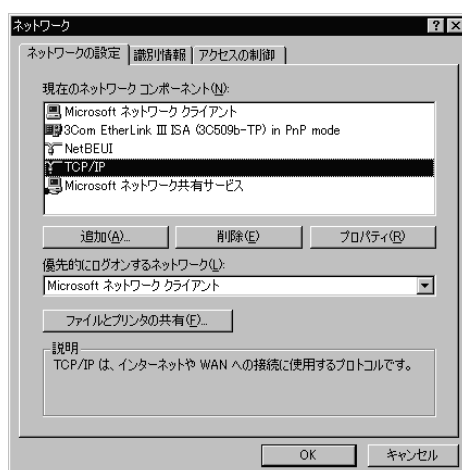 ネットワーク
ネットワークの設定 識別情報 アクセスの制御
現在のネットワーク コンポーネント(N):
Microsoft ネットワーク クライアント
3Com EtherLink III ISA (3C509b-TP) in PnP mode
NetBEUI
TCP/IP
Microsoft ネットワーク共有サービス
追加(A)... 削除(E) プロパティ(R)
優先的にログオンするネットワーク(L):
Microsoft ネットワーク クライアント
ファイルとプリンタの共有(F)...
説明
TCP/IP は、インターネットや WAN への接続に使用するプロトコルです。
OK キャンセル